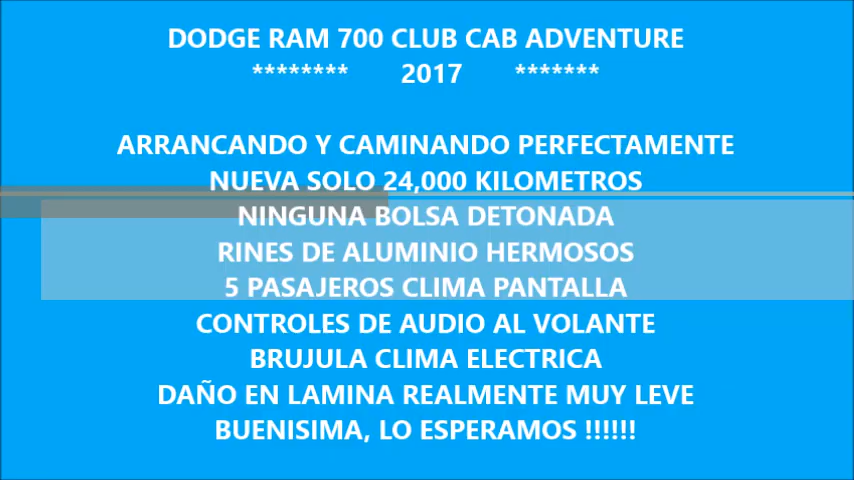 DODGE RAM 700 CLUB CAB ADVENTURE
******** 2017 *******
ARRANCANDO Y CAMINANDO PERFECTAMENTE
NUEVA SOLO 24,000 KILOMETROS
NINGUNA BOLSA DETONADA
RINES DE ALUMINIO HERMOSOS
5 PASAJEROS CLIMA PANTALLA
CONTROLES DE AUDIO AL VOLANTE
BRUJULA CLIMA ELECTRICA
DAÑO EN LAMINA REALMENTE MUY LEVE
BUENISIMA, LO ESPERAMOS !!!!!!